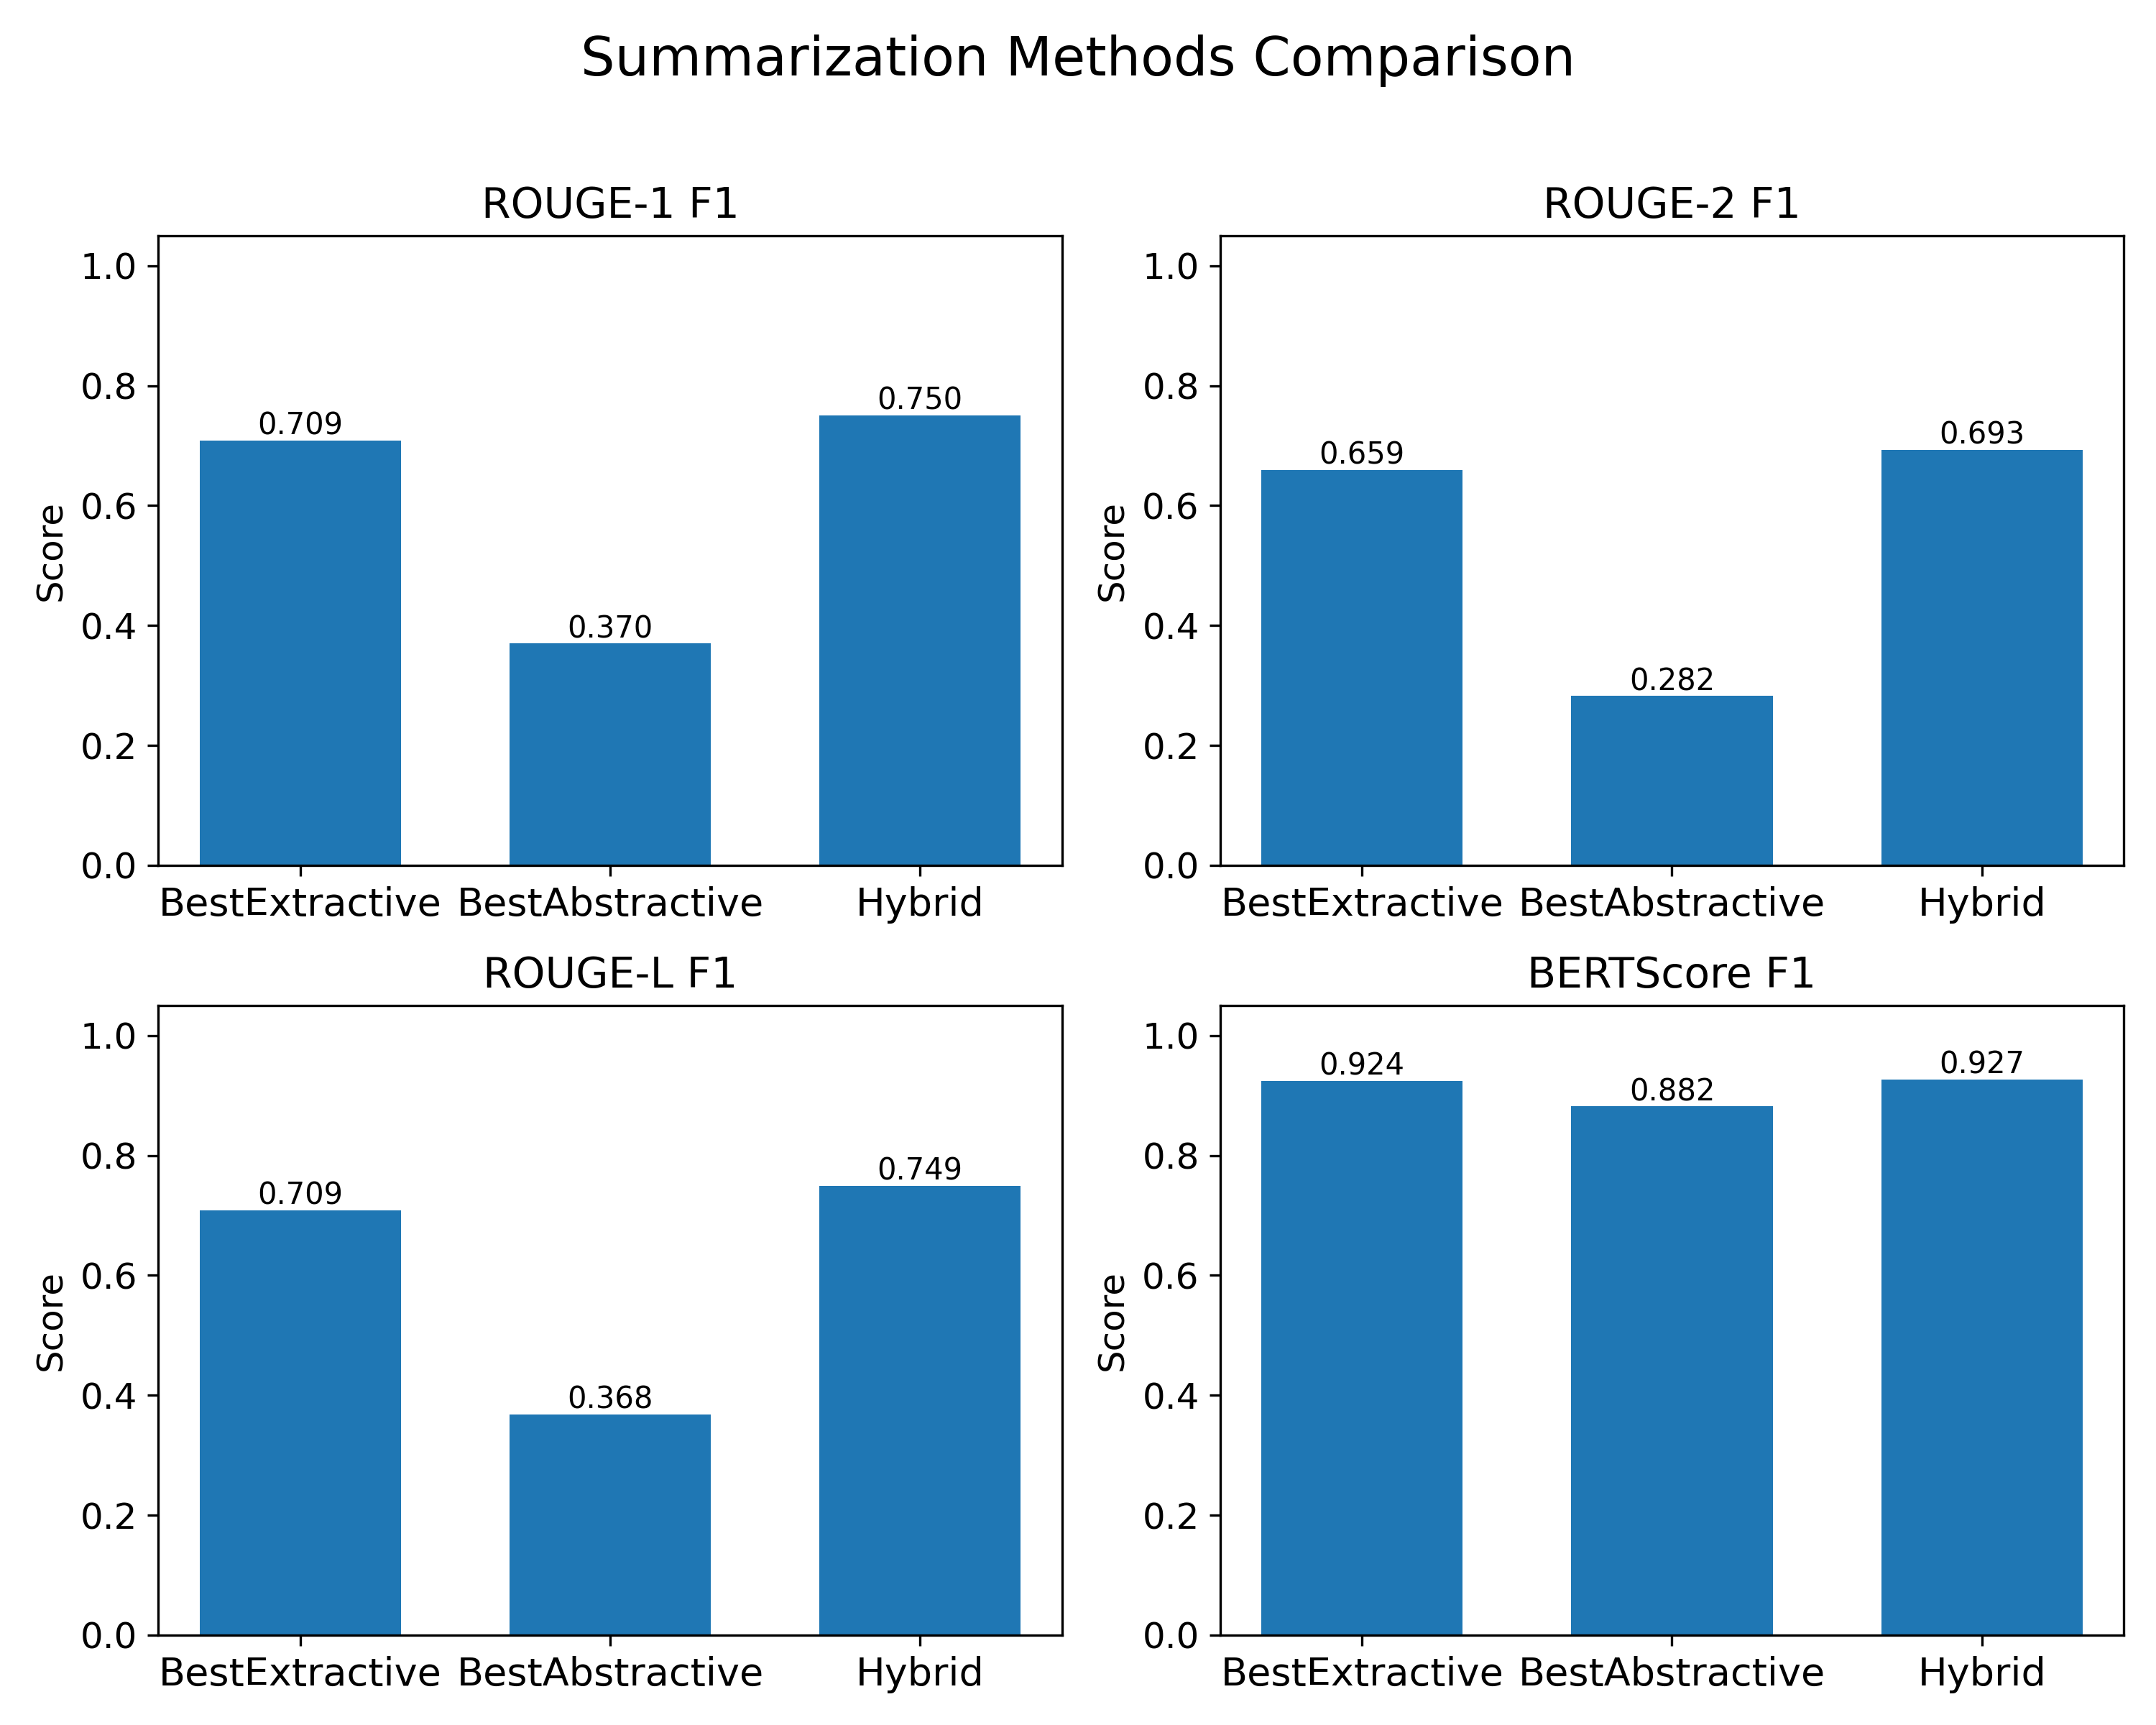 Summarization Methods Comparison
ROUGE-1 F1
Score
1.0
0.8
0.6
0.4
0.2
0.0
0.709
0.370
0.750
BestExtractive BestAbstractive Hybrid
ROUGE-2 F1
Score
1.0
0.8
0.6
0.4
0.2
0.0
0.659
0.282
0.693
BestExtractive BestAbstractive Hybrid
ROUGE-L F1
Score
1.0
0.8
0.6
0.4
0.2
0.0
0.709
0.368
0.749
BestExtractive BestAbstractive Hybrid
BERTScore F1
Score
1.0
0.8
0.6
0.4
0.2
0.0
0.924
0.882
0.927
BestExtractive BestAbstractive Hybrid